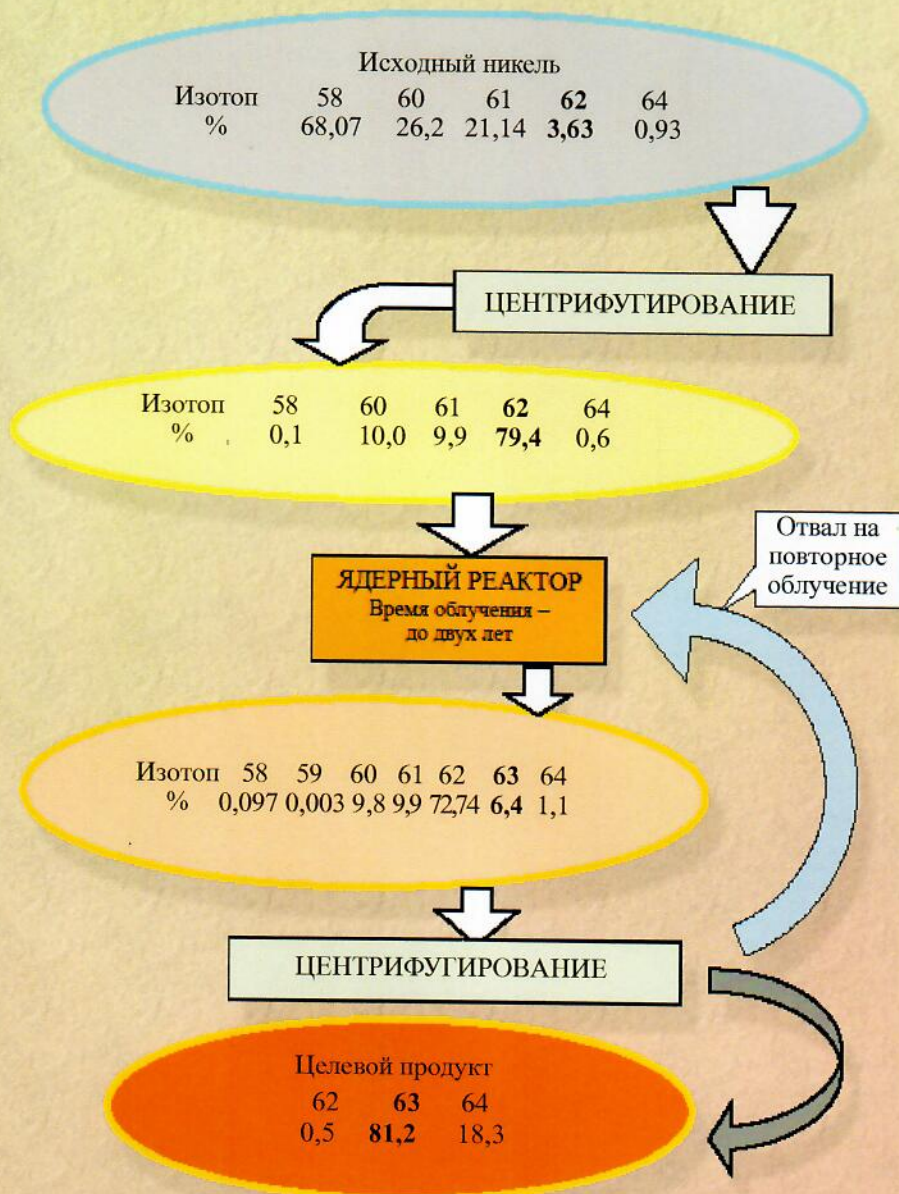 Исходный никель
Изотоп 58 60 61 62 64
% 68,07 26,2 21,14 3,63 0,93
ЦЕНТРИФУГИРОВАНИЕ
Изотоп 58 60 61 62 64
% 0,1 10,0 9,9 79,4 0,6
Отвал на
повторное
облучение
ЯДЕРНЫЙ РЕАКТОР
Время облучения –
до двух лет
Изотоп 58 59 60 61 62 63 64
% 0,097 0,003 9,8 9,9 72,74 6,4 1,1
ЦЕНТРИФУГИРОВАНИЕ
Целевой продукт
62 63 64
0,5 81,2 18,3